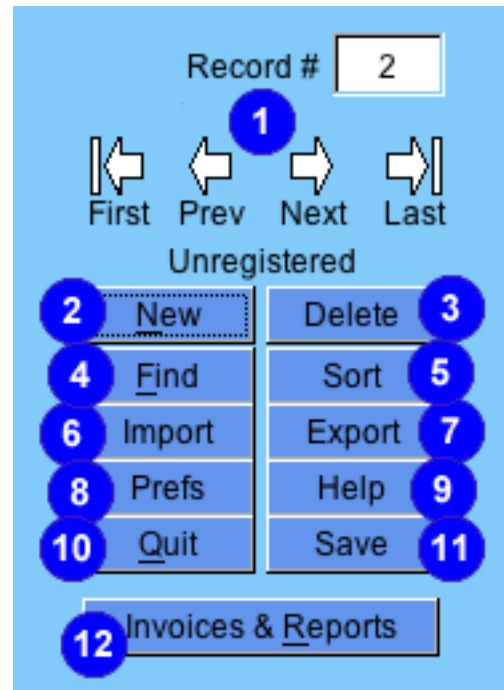 Record # 2
1
First Prev Next Last
Unregistered
2 New Delete 3
4 Find Sort 5
6 Import Export 7
8 Prefs Help 9
10 Quit Save 11
12 Invoices & Reports